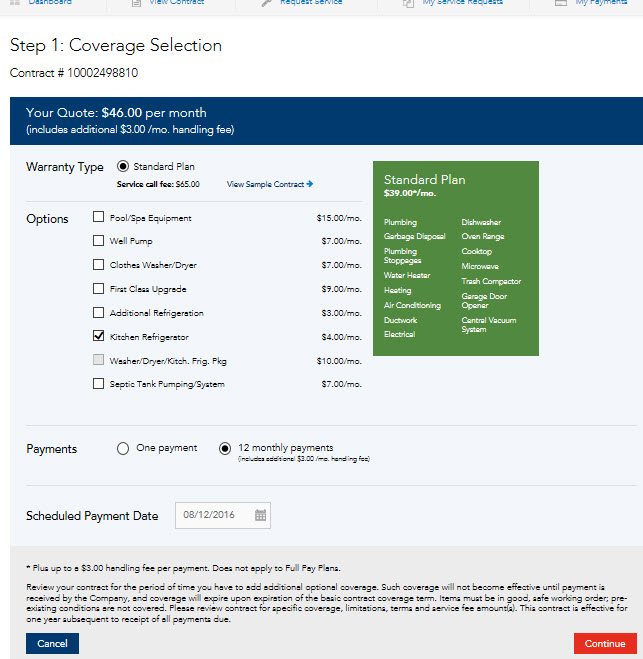 Dashboard View Contract Request Service My Service Requests My Payments
Step 1: Coverage Selection
Contract # 10002498810
Your Quote: $46.00 per month
(includes additional $3.00 /mo. handling fee)
Warranty Type Standard Plan
Service call fee: $65.00 View Sample Contract
Options
Pool/Spa Equipment $15.00/mo.
Well Pump $7.00/mo.
Clothes Washer/Dryer $7.00/mo.
First Class Upgrade $9.00/mo.
Additional Refrigeration $3.00/mo.
Kitchen Refrigerator $4.00/mo.
Washer/Dryer/Kitch. Frig. Pkg $10.00/mo.
Septic Tank Pumping/System $7.00/mo.
Standard Plan
$39.00*/mo.
Plumbing
Garbage Disposal
Plumbing
Stoppages
Water Heater
Heating
Air Conditioning
Ductwork
Electrical
Dishwasher
Oven Range
Cooktop
Microwave
Trash Compactor
Garage Door
Opener
Central Vacuum
System
Payments One payment 12 monthly payments
(includes additional $3.00 /mo. handling fee)
Scheduled Payment Date 08/12/2016
* Plus up to a $3.00 handling fee per payment. Does not apply to Full Pay Plans.
Review your contract for the period of time you have to add additional optional coverage. Such coverage will not become effective until payment is
received by the Company, and coverage will expire upon expiration of the basic contract coverage term. Items must be in good, safe working order; pre-
existing conditions are not covered. Please review contract for specific coverage, limitations, terms and service fee amount(s). This contract is effective for
one year subsequent to receipt of all payments due.
Cancel Continue